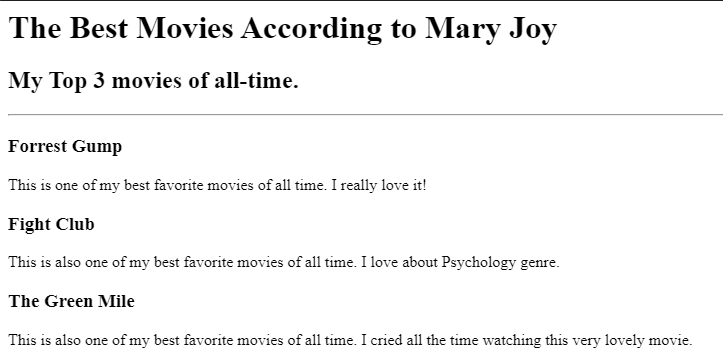 The Best Movies According to Mary Joy
My Top 3 movies of all-time.
Forrest Gump
This is one of my best favorite movies of all time. I really love it!
Fight Club
This is also one of my best favorite movies of all time. I love about Psychology genre.
The Green Mile
This is also one of my best favorite movies of all time. I cried all the time watching this very lovely movie.